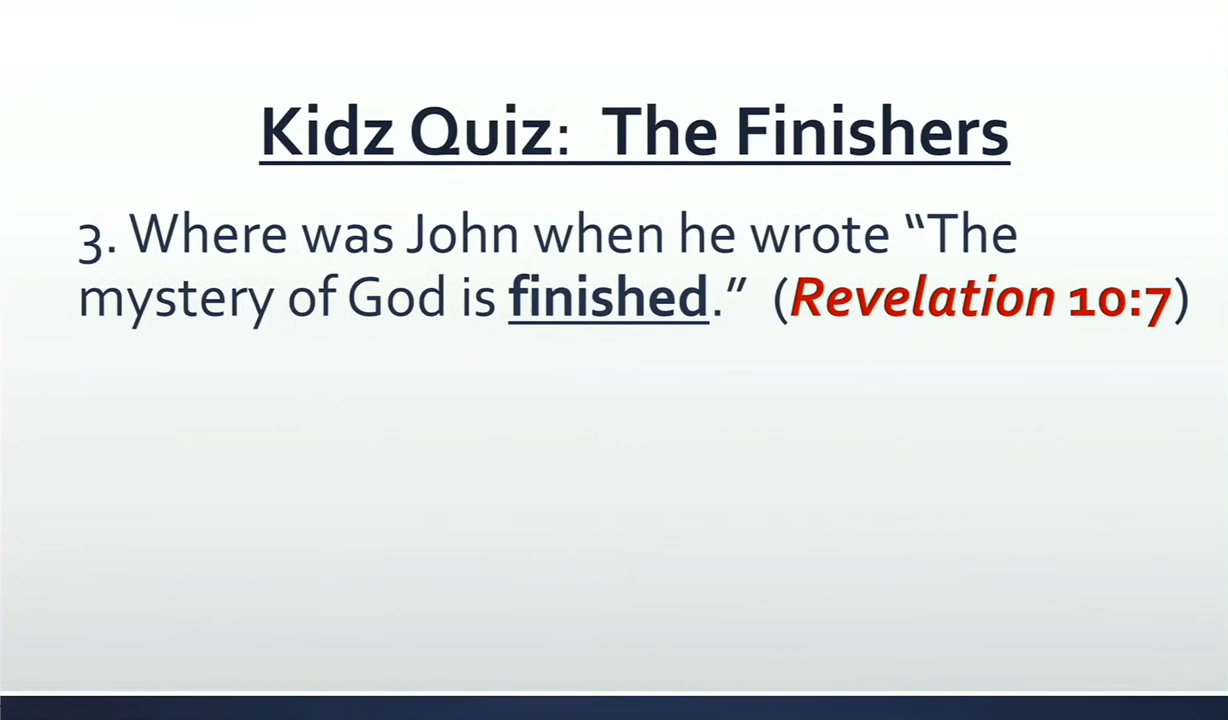 Kidz Quiz:  The Finishers
3. Where was John when he wrote “The
mystery of God is finished.”  (Revelation 10:7)